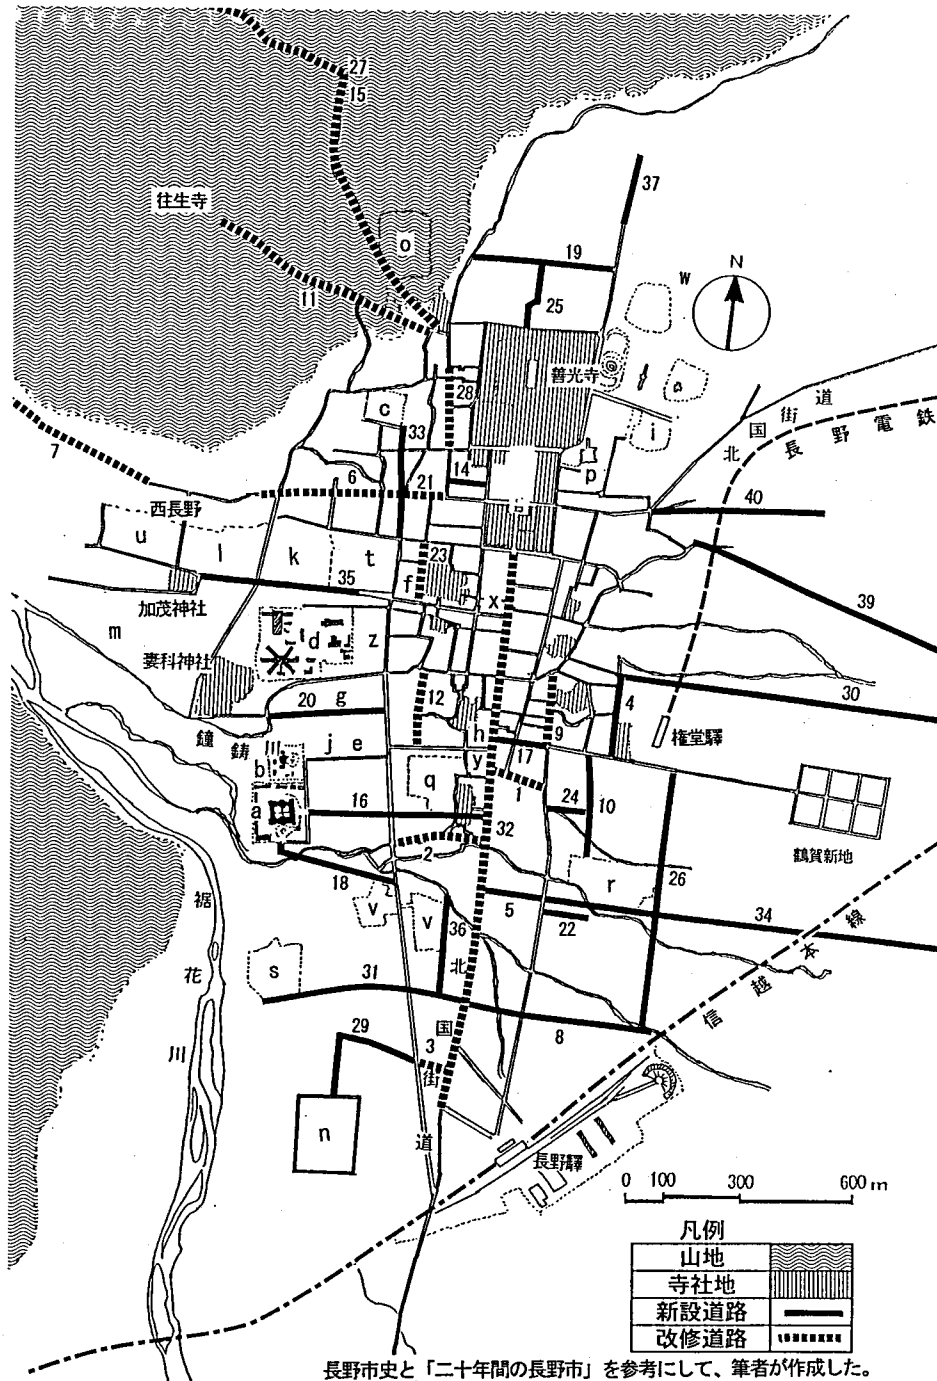 27
15
往生寺
o
37
19
w
N
11
25
善光寺
a
i
28
c
33
p
北国街道
長野電鉄
7
6
14
21
西長野
40
u
l
k
t
23
f
x
35
加茂神社
39
m
d
z
妻科神社
30
20
g
12
h
9
4
権堂驛
鐘鋳
j
e
y
17
b
q
1
a
16
24
10
鶴賀新地
32
2
18
r
26
裾花川
v
v
36
5
22
34
信越本線
s
31
北国街道
8
29
3
n
長野驛
0 100 300 600m
凡例
山地
寺社地
新設道路
改修道路
長野市史と「二十年間の長野市」を参考にして、筆者が作成した。